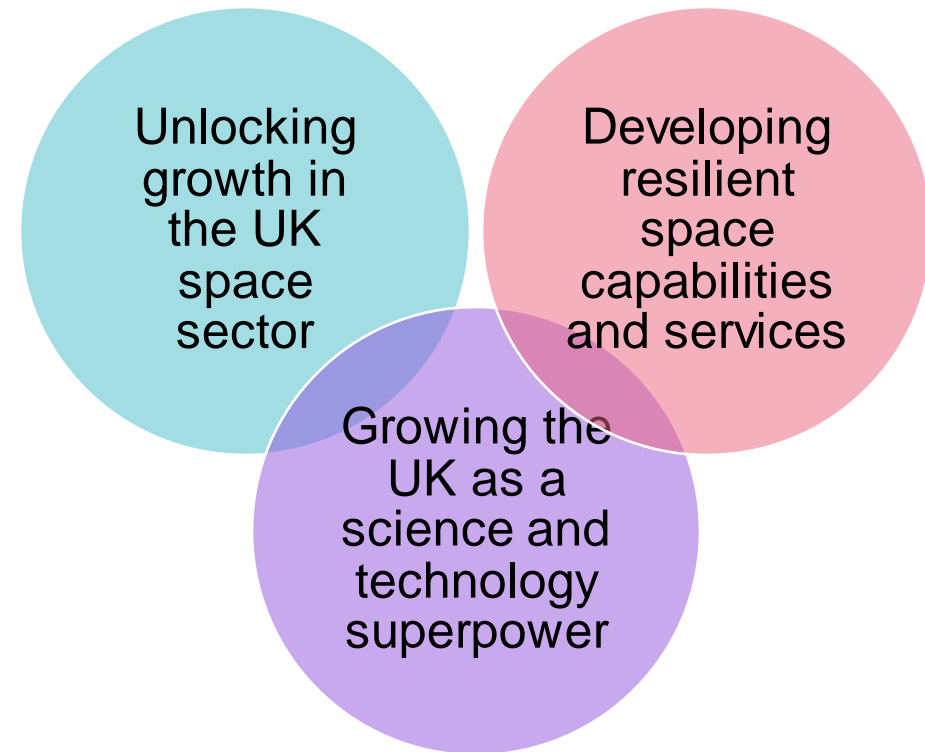 Unlocking
growth in
the UK
space
sector
Developing
resilient
space
capabilities
and services
Growing the
UK as a
science and
technology
superpower